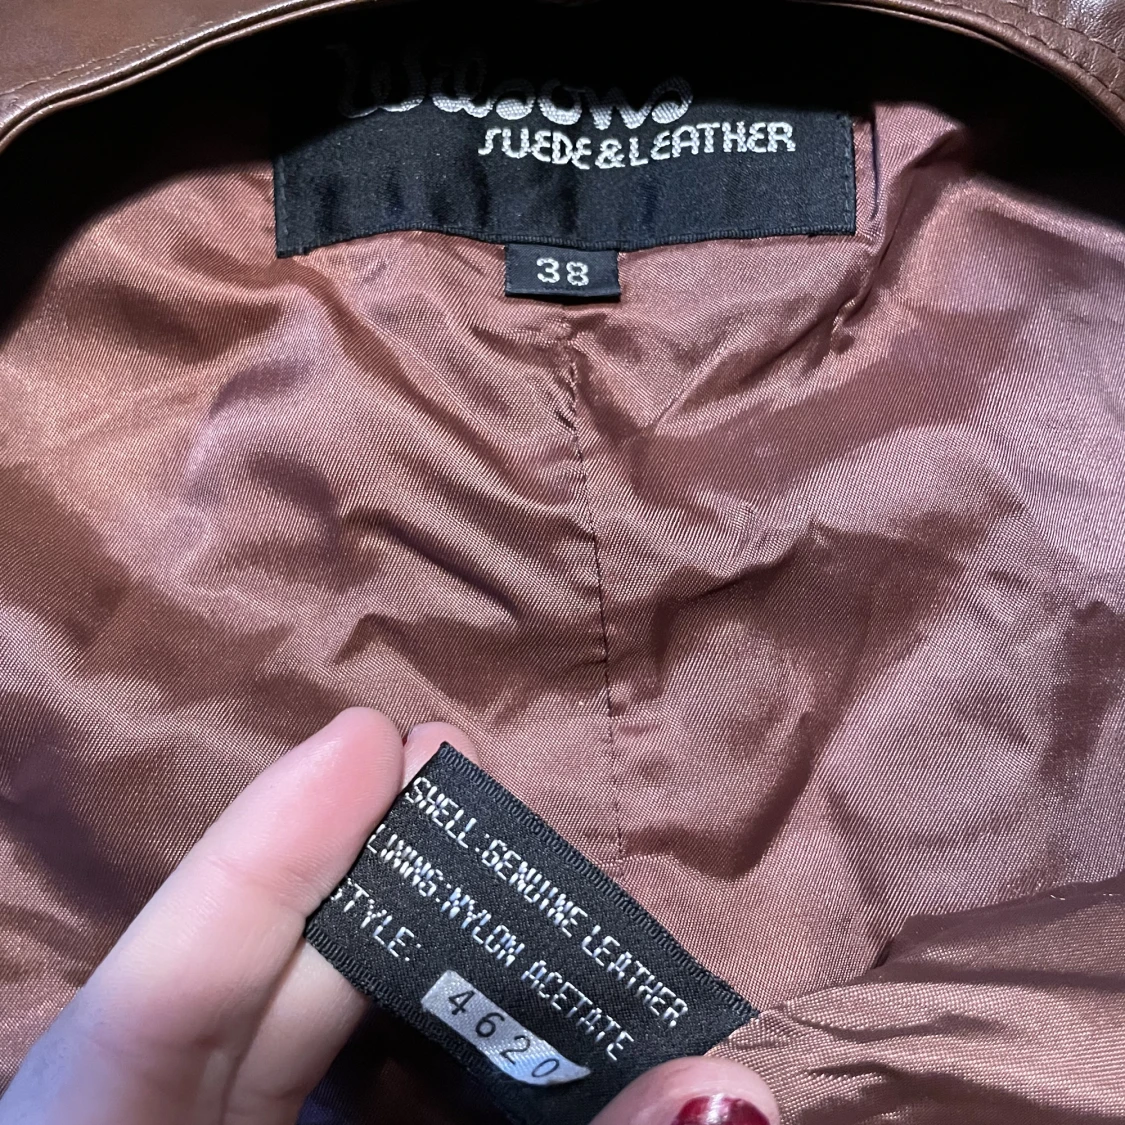 Wilsons
SUEDE & LEATHER
38
SHELL:GENUINE LEATHER
LINING:NYLON ACETATE
STYLE:
4620